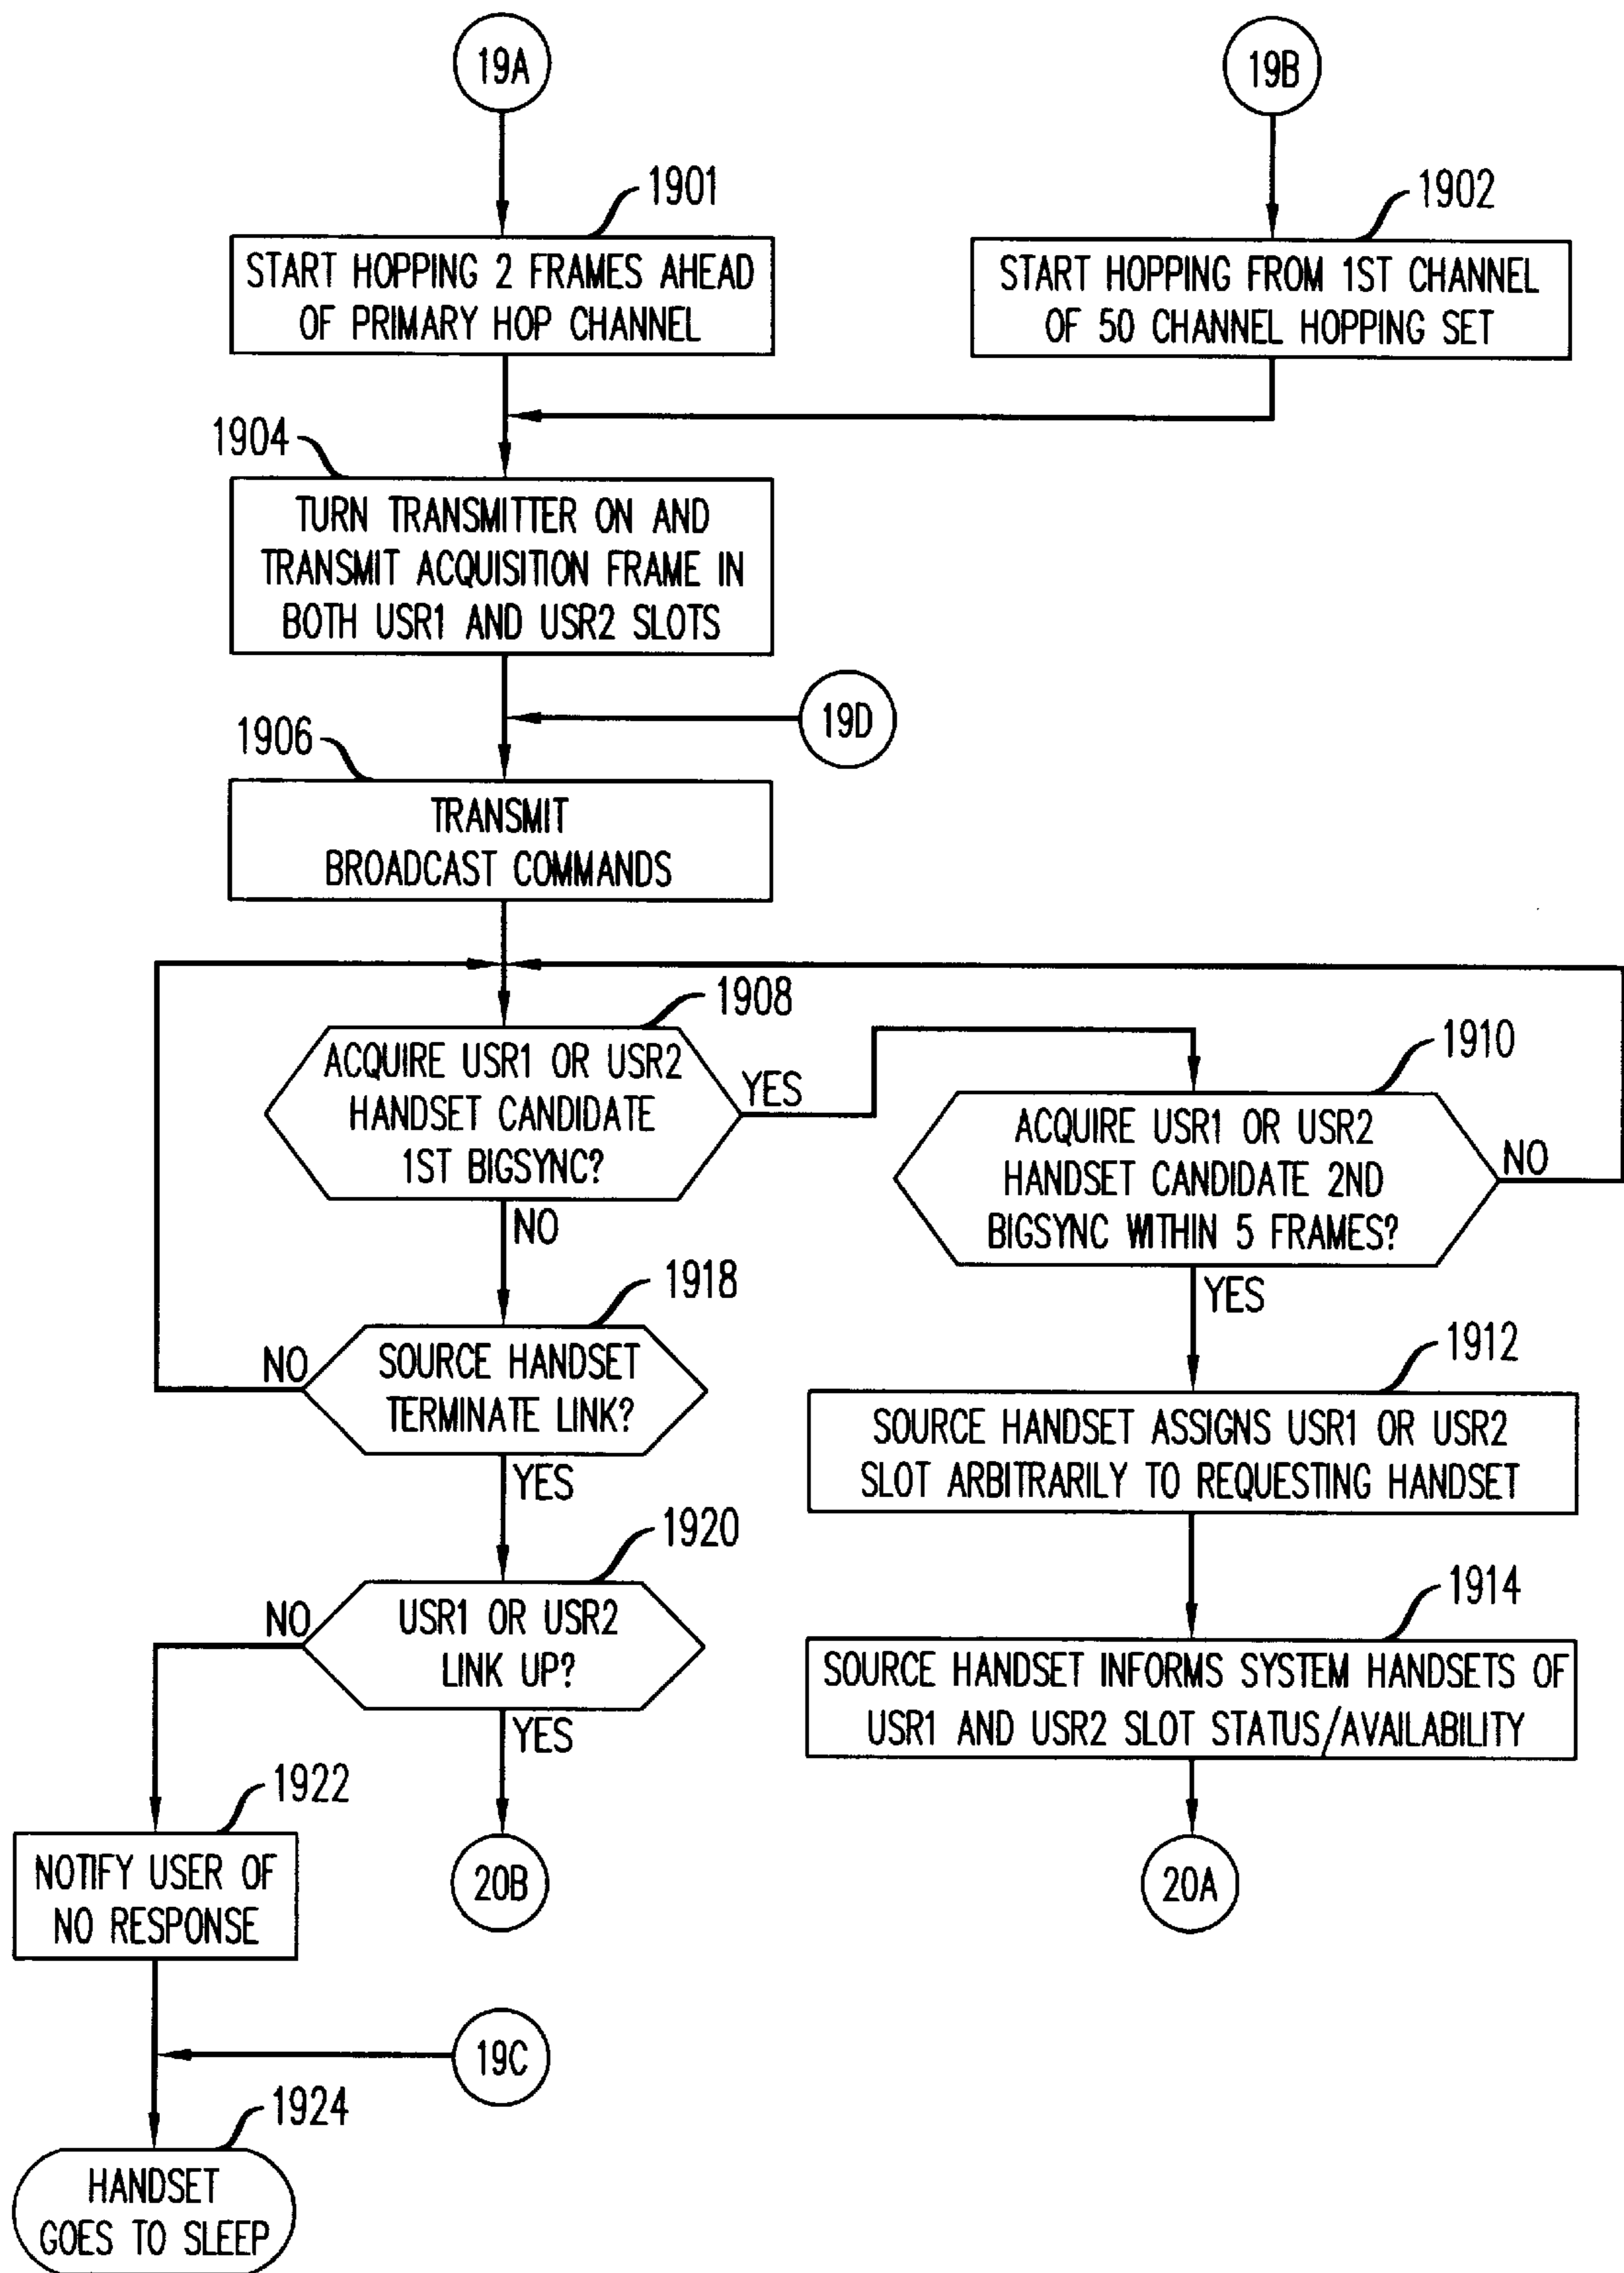 19A
19B
1901
1902
START HOPPING 2 FRAMES AHEAD
OF PRIMARY HOP CHANNEL
START HOPPING FROM 1ST CHANNEL
OF 50 CHANNEL HOPPING SET
1904
TURN TRANSMITTER ON AND
TRANSMIT ACQUISITION FRAME IN
BOTH USR1 AND USR2 SLOTS
19D
1906
TRANSMIT
BROADCAST COMMANDS
1908
ACQUIRE USR1 OR USR2
HANDSET CANDIDATE
1ST BIGSYNC?
YES
NO
1910
ACQUIRE USR1 OR USR2
HANDSET CANDIDATE 2ND
BIGSYNC WITHIN 5 FRAMES?
NO
YES
1918
SOURCE HANDSET
TERMINATE LINK?
NO
YES
1912
SOURCE HANDSET ASSIGNS USR1 OR USR2
SLOT ARBITRARILY TO REQUESTING HANDSET
1920
USR1 OR USR2
LINK UP?
NO
YES
1914
SOURCE HANDSET INFORMS SYSTEM HANDSETS OF
USR1 AND USR2 SLOT STATUS/AVAILABILITY
1922
NOTIFY USER OF
NO RESPONSE
20B
20A
19C
1924
HANDSET
GOES TO SLEEP